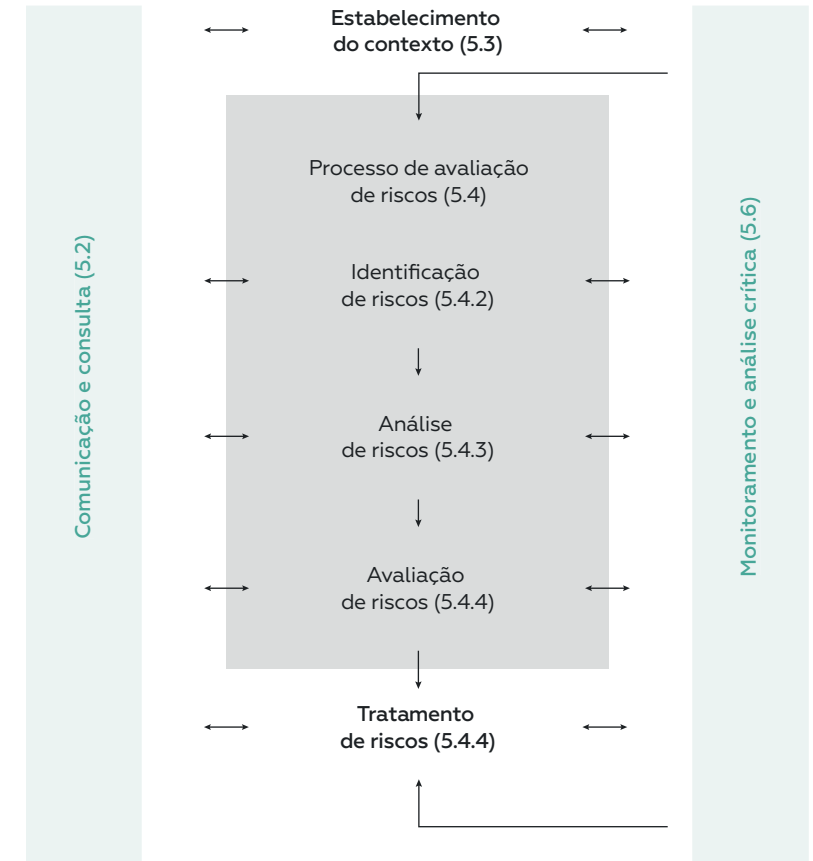 Estabelecimento
do contexto (5.3)
Processo de avaliação
de riscos (5.4)
Comunicação e consulta (5.2)
Monitoramento e análise crítica (5.6)
Identificação
de riscos (5.4.2)
Análise
de riscos (5.4.3)
Avaliação
de riscos (5.4.4)
Tratamento
de riscos (5.4.4)